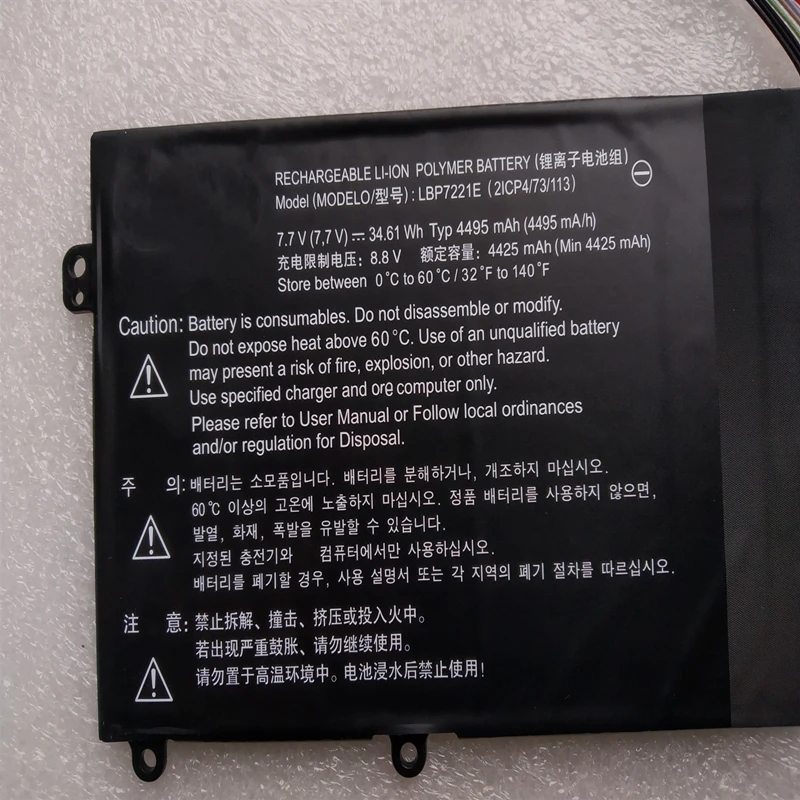 RECHARGEABLE LI-ION POLYMER BATTERY (锂离子电池组)
Model (MODELO/型号) : LBP7221E (2ICP4/73/113)
7.7 V (7,7 V) ⎓ 34.61 Wh Typ 4495 mAh (4495 mA/h)
充电限制电压: 8.8 V 额定容量: 4425 mAh (Min 4425 mAh)
Store between 0°C to 60°C / 32°F to 140°F
Caution: Battery is consumables. Do not disassemble or modify.
Do not expose heat above 60°C. Use of an unqualified battery
may present a risk of fire, explosion, or other hazard.
Use specified charger and ore computer only.
Please refer to User Manual or Follow local ordinances
and/or regulation for Disposal.
주 의: 배터리는 소모품입니다. 배터리를 분해하거나, 개조하지 마십시오.
60℃ 이상의 고온에 노출하지 마십시오. 정품 배터리를 사용하지 않으면,
발열, 화재, 폭발을 유발할 수 있습니다.
지정된 충전기와 컴퓨터에서만 사용하십시오.
배터리를 폐기할 경우, 사용 설명서 또는 각 지역의 폐기 절차를 따르십시오.
注 意: 禁止拆解、撞击、挤压或投入火中。
若出现严重鼓胀、请勿继续使用。
请勿置于高温环境中。电池浸水后禁止使用!